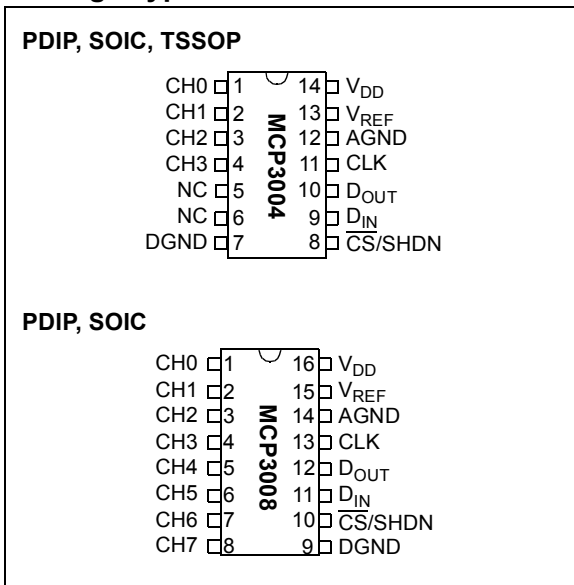 PDIP, SOIC, TSSOP
CH0 1 14 VDD
CH1 2 13 VREF
CH2 3 12 AGND
CH3 4 11 CLK
NC 5 10 DOUT
NC 6 9 DIN
DGND 7 8 CS/SHDN
MCP3004
PDIP, SOIC
CH0 1 16 VDD
CH1 2 15 VREF
CH2 3 14 AGND
CH3 4 13 CLK
CH4 5 12 DOUT
CH5 6 11 DIN
CH6 7 10 CS/SHDN
CH7 8 9 DGND
MCP3008